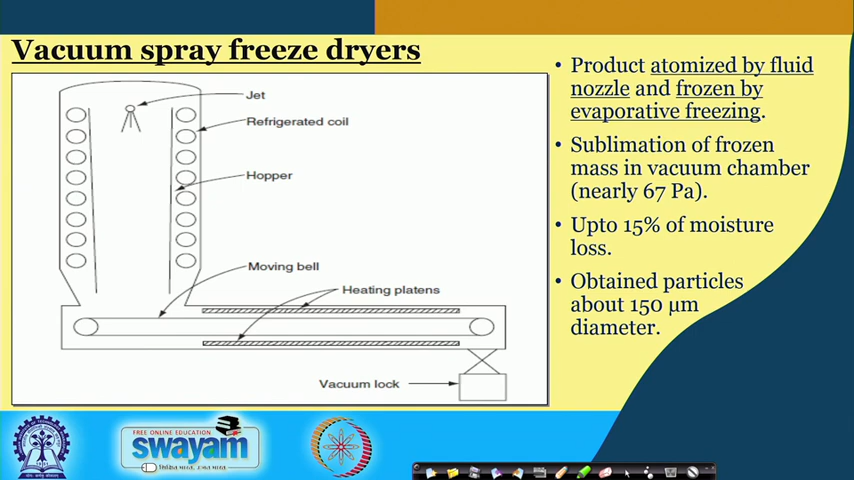 Vacuum spray freeze dryers
Jet
Refrigerated coil
Hopper
Moving bell
Heating platens
Vacuum lock
• Product atomized by fluid
nozzle and frozen by
evaporative freezing.
• Sublimation of frozen
mass in vacuum chamber
(nearly 67 Pa).
• Upto 15% of moisture
loss.
• Obtained particles
about 150 µm
diameter.
FREE ONLINE EDUCATION
swayam